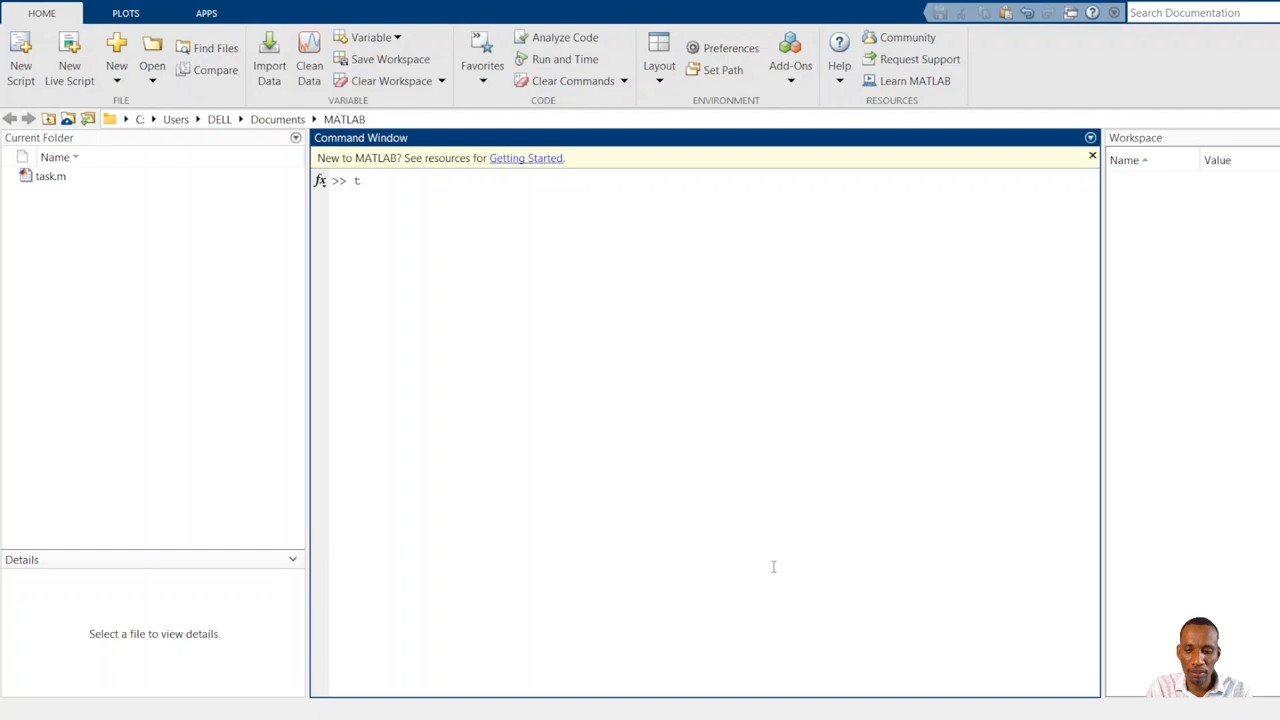 HOME PLOTS APPS Search Documentation
New Script
New Live Script
New
Open
Find Files
Compare
FILE
Import Data
Clean Data
Variable
Save Workspace
Clear Workspace
VARIABLE
Favorites
Analyze Code
Run and Time
Clear Commands
CODE
Layout
Preferences
Set Path
Add-Ons
ENVIRONMENT
Help
Community
Request Support
Learn MATLAB
RESOURCES
C: Users DELL Documents MATLAB
Current Folder
Name
task.m
Details
Select a file to view details
Command Window
New to MATLAB? See resources for Getting Started.
fx >> t
Workspace
Name Value